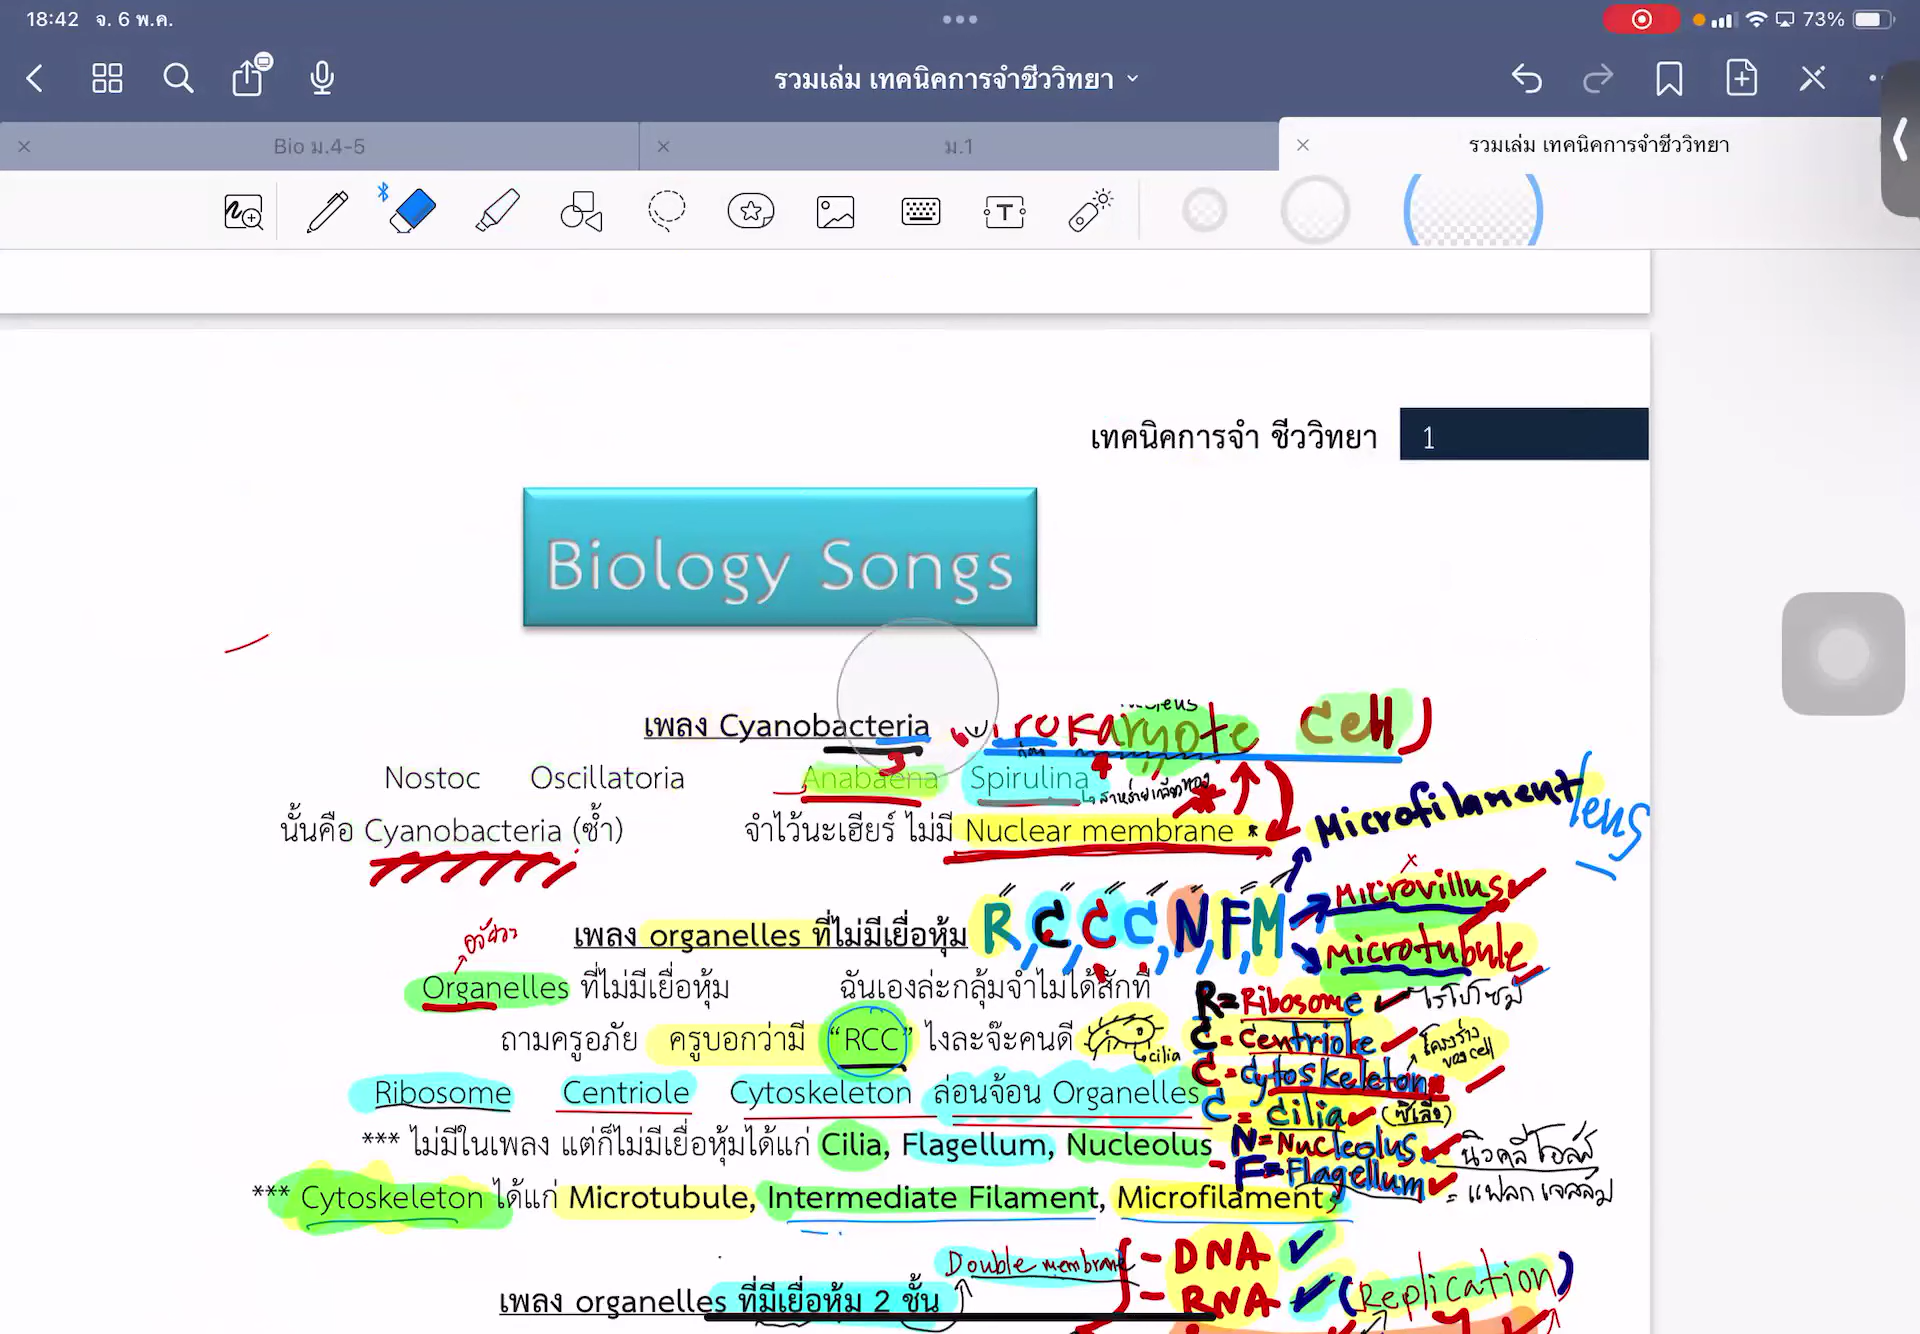 18:42 จ. 6 พ.ค.
73%
รวมเล่ม เทคนิคการจำชีววิทยา
Bio ม.4-5
ม.1
รวมเล่ม เทคนิคการจำชีววิทยา
เทคนิคการจำ ชีววิทยา 1
Biology Songs
เพลง Cyanobacteria rokaryote cell)
Nostoc Oscillatoria Anabaena Spirulina
Microfilament
lens
นั้นคือ Cyanobacteria (ซ้ำ) จำไว้นะเฮียร์ ไม่มี Nuclear membrane *
Microvillus
เพลง organelles ที่ไม่มีเยื่อหุ้ม R, C, C, C, N, F, M
Microtubule
Organelles ที่ไม่มีเยื่อหุ้ม ฉันเองล่ะกลุ้มจำไม่ได้สักที
R = Ribosome ไรโบโซม
ถามครูอภัย ครูบอกว่ามี “RCC” ไงละจ๊ะคนดี cilia
C = Centriole โครงร่างของ cell
C = Cytoskeleton
Ribosome Centriole Cytoskeleton ล่อนจ้อน Organelles
C = cilia (ซิเลีย)
*** ไม่มีในเพลง แต่ก็ไม่มีเยื่อหุ้มได้แก่ Cilia, Flagellum, Nucleolus
N = Nucleolus
F = Flagellum = แฟลกเจลลัม
*** Cytoskeleton ได้แก่ Microtubule, Intermediate Filament, Microfilament,
Double membrane - DNA
เพลง organelles ที่มีเยื่อหุ้ม 2 ชั้น
- RNA (Replication)